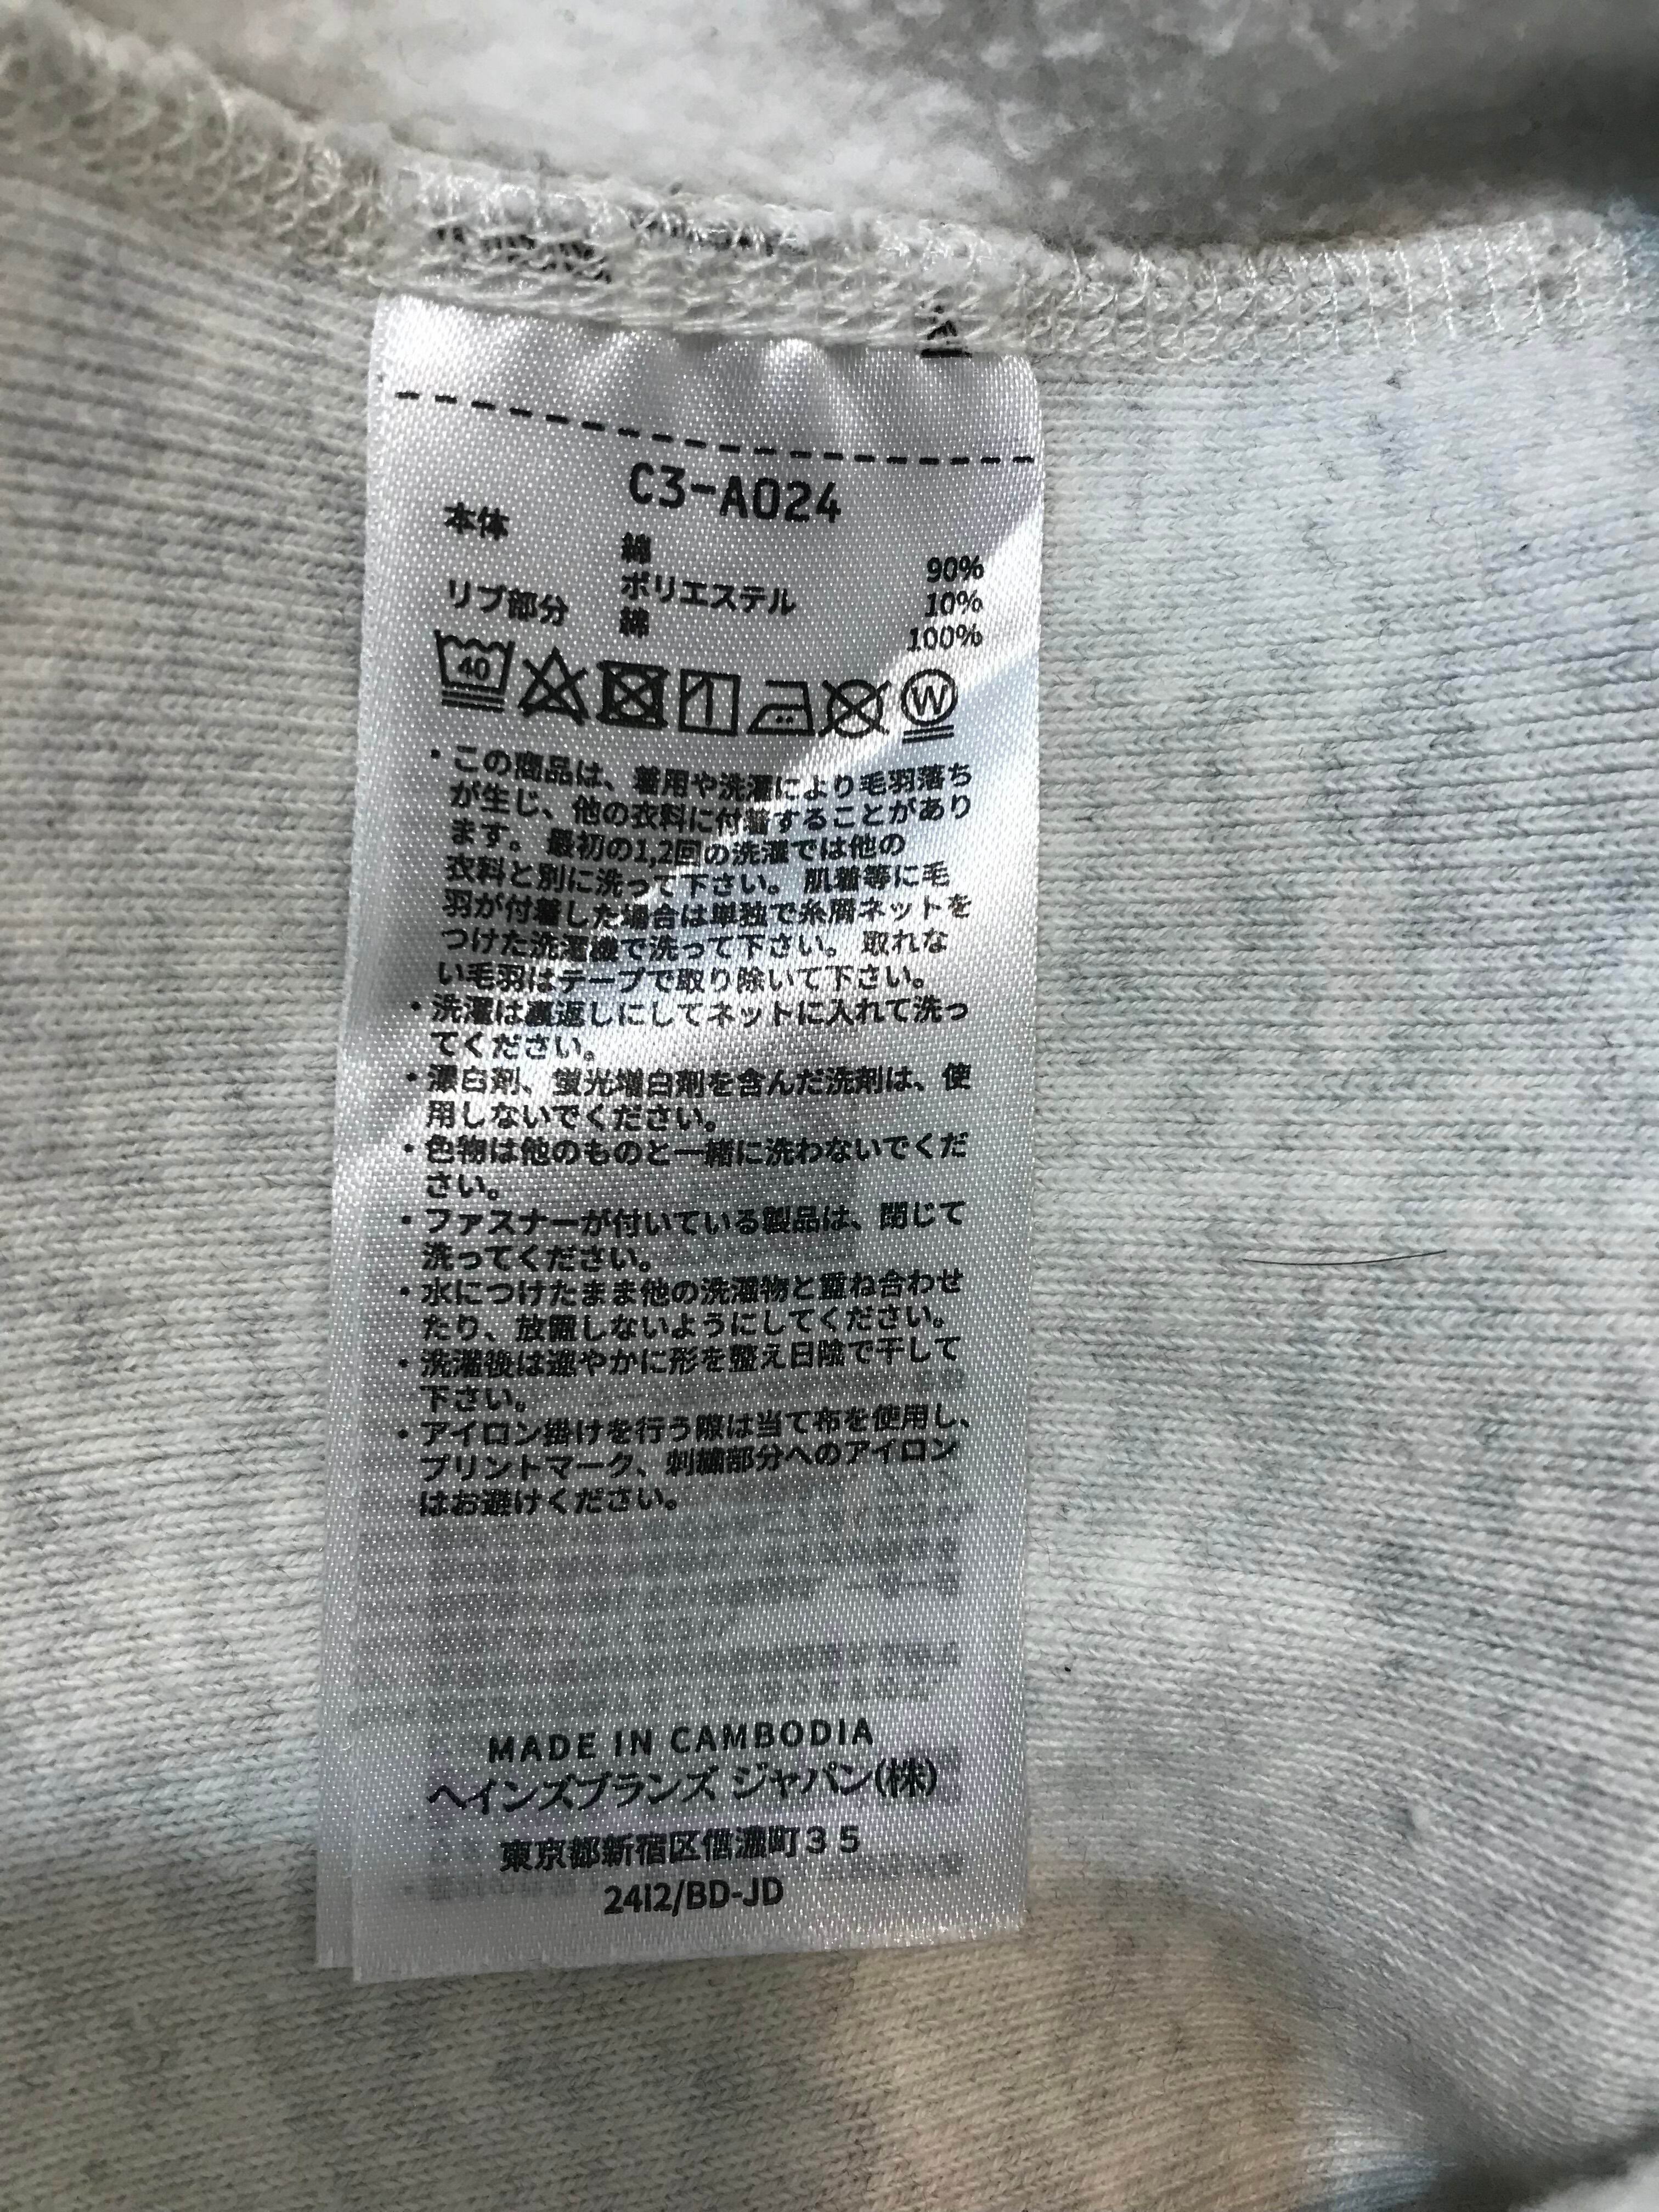 C3-A024
本体 綿 90%
ポリエステル 10%
リブ部分 綿 100%
40
W
・この商品は、着用や洗濯により毛羽落ち
が生じ、他の衣料に付着することがあり
ます。最初の1,2回の洗濯では他の
衣料と別に洗って下さい。肌着等に毛
羽が付着した場合は単独で糸屑ネットを
つけた洗濯機で洗って下さい。取れな
い毛羽はテープで取り除いて下さい。
・洗濯は裏返しにしてネットに入れて洗っ
てください。
・漂白剤、蛍光増白剤を含んだ洗剤は、使
用しないでください。
・色物は他のものと一緒に洗わないでくだ
さい。
・ファスナーが付いている製品は、閉じて
洗ってください。
・水につけたまま他の洗濯物と重ね合わせ
たり、放置しないようにしてください。
・洗濯後は速やかに形を整え日陰で干して
下さい。
・アイロン掛けを行う際は当て布を使用し、
プリントマーク、刺繍部分へのアイロン
はお避けください。
MADE IN CAMBODIA
ヘインズブランズ ジャパン(株)
東京都新宿区信濃町35
2412/BD-JD